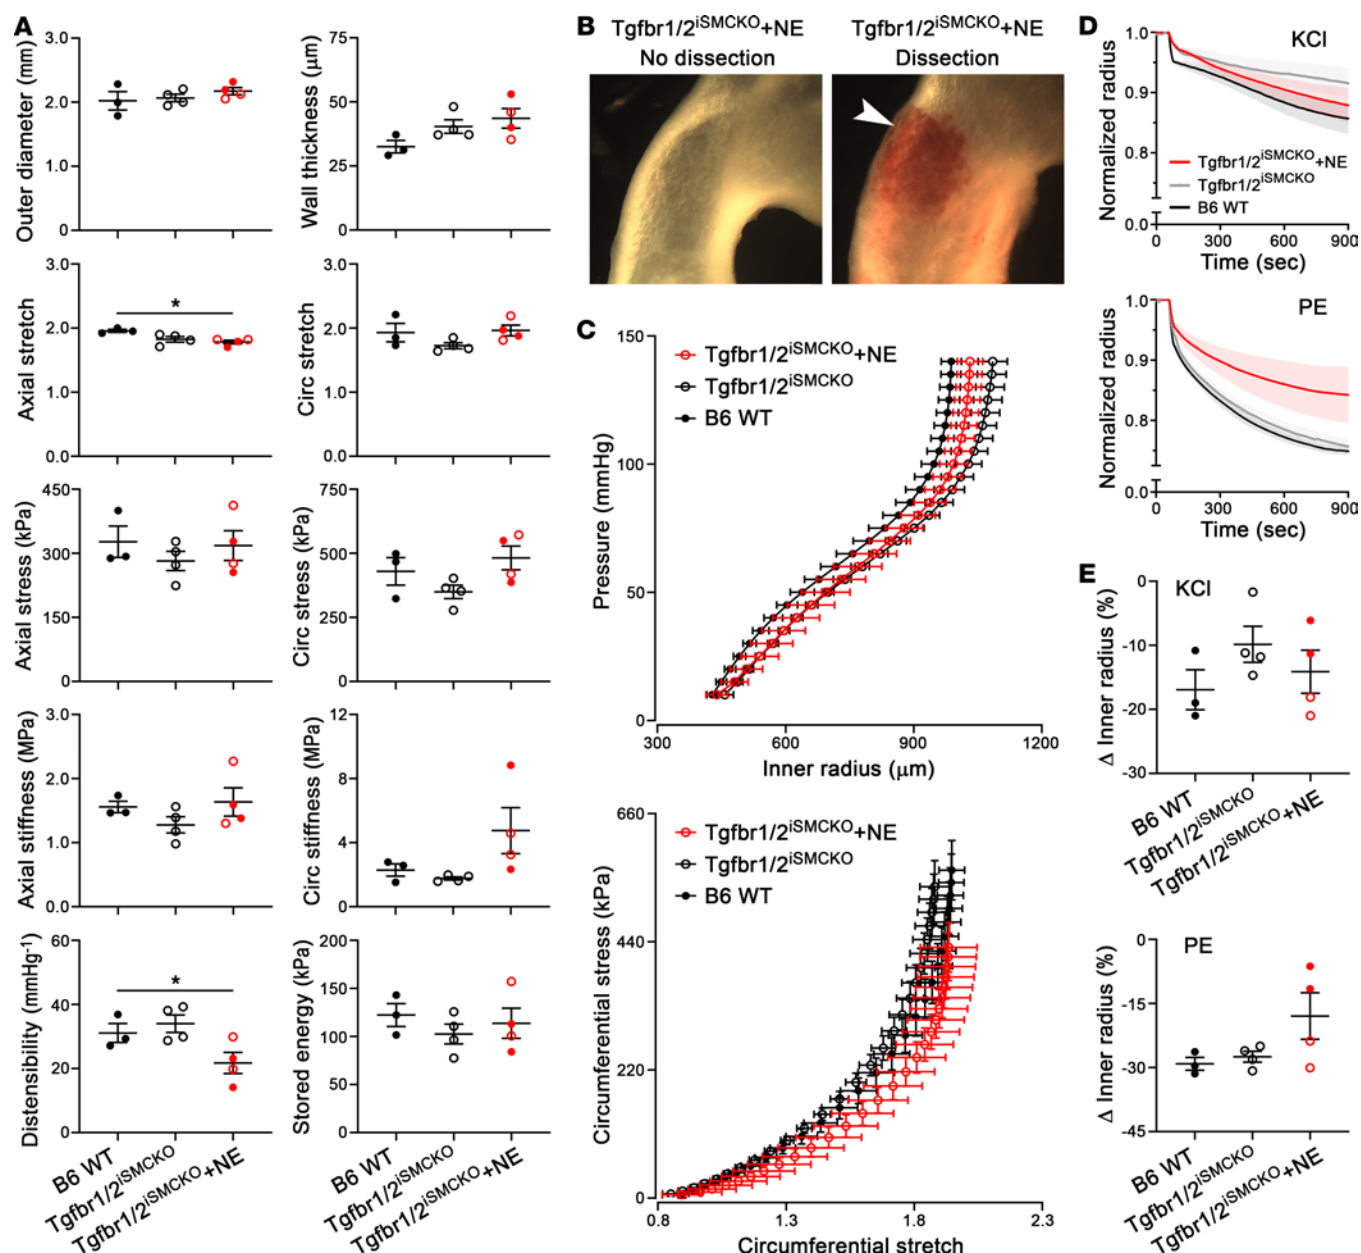 A
Outer diameter (mm)
3.0
2.0
1.0
0.0
Wall thickness (μm)
75
50
25
0
Axial stretch
3.0
2.0
1.0
0.0
*
Circ stretch
3.0
2.0
1.0
0.0
Axial stress (kPa)
450
300
150
0
Circ stress (kPa)
750
500
250
0
Axial stiffness (MPa)
3.0
2.0
1.0
0.0
Circ stiffness (MPa)
12
8
4
0
Distensibility (mmHg⁻¹)
60
40
20
0
*
Stored energy (kPa)
200
150
100
50
0
B6 WT
Tgfbr1/2iSMCKO
Tgfbr1/2iSMCKO+NE
B6 WT
Tgfbr1/2iSMCKO
Tgfbr1/2iSMCKO+NE
B
Tgfbr1/2iSMCKO+NE
No dissection
Tgfbr1/2iSMCKO+NE
Dissection
C
Pressure (mmHg)
150
100
50
0
Tgfbr1/2iSMCKO+NE
Tgfbr1/2iSMCKO
B6 WT
300
600
900
1200
Inner radius (μm)
Circumferential stress (kPa)
660
440
220
0
Tgfbr1/2iSMCKO+NE
Tgfbr1/2iSMCKO
B6 WT
0.8
1.3
1.8
2.3
Circumferential stretch
D
Normalized radius
1.0
0.9
0.8
0.0
KCl
Tgfbr1/2iSMCKO+NE
Tgfbr1/2iSMCKO
B6 WT
0
300
600
900
Time (sec)
Normalized radius
1.0
0.9
0.8
0.0
PE
0
300
600
900
Time (sec)
E
Δ Inner radius (%)
0
-10
-20
-30
KCl
B6 WT
Tgfbr1/2iSMCKO
Tgfbr1/2iSMCKO+NE
Δ Inner radius (%)
0
-15
-30
-45
PE
B6 WT
Tgfbr1/2iSMCKO
Tgfbr1/2iSMCKO+NE